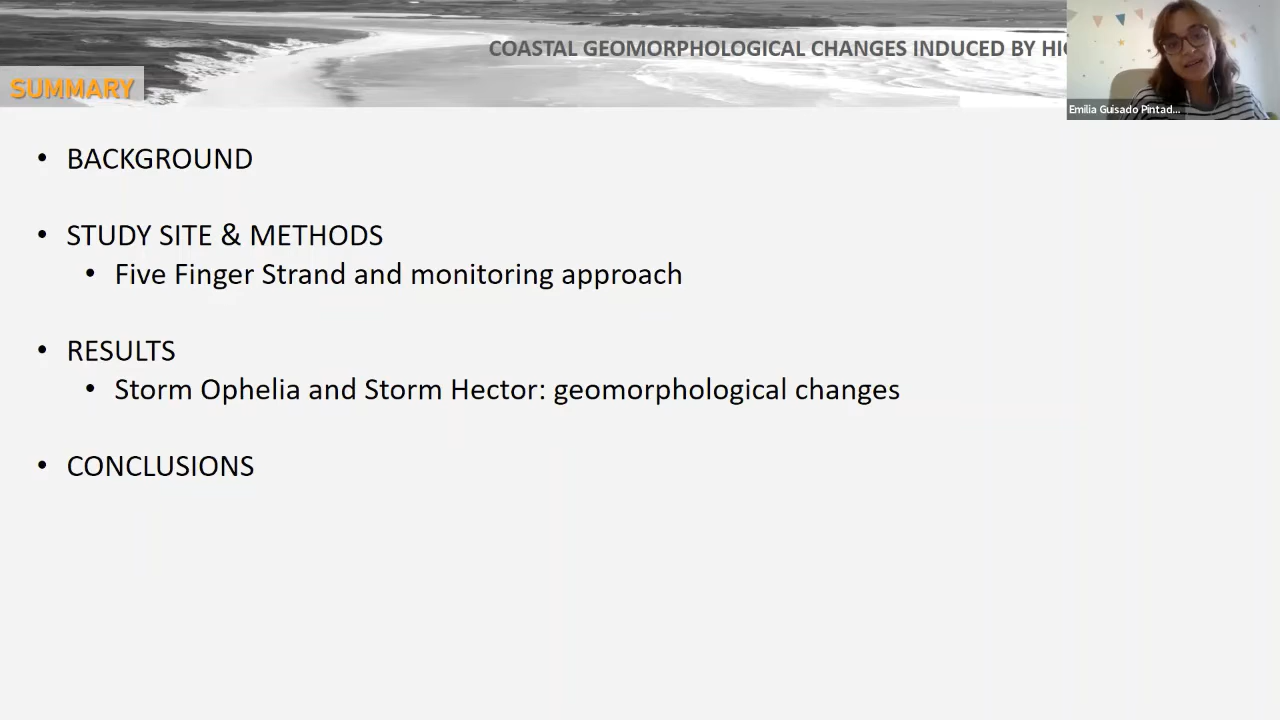 COASTAL GEOMORPHOLOGICAL CHANGES INDUCED BY
SUMMARY
Emilia Guisado Pintad...
• BACKGROUND
• STUDY SITE & METHODS
• Five Finger Strand and monitoring approach
• RESULTS
• Storm Ophelia and Storm Hector: geomorphological changes
• CONCLUSIONS